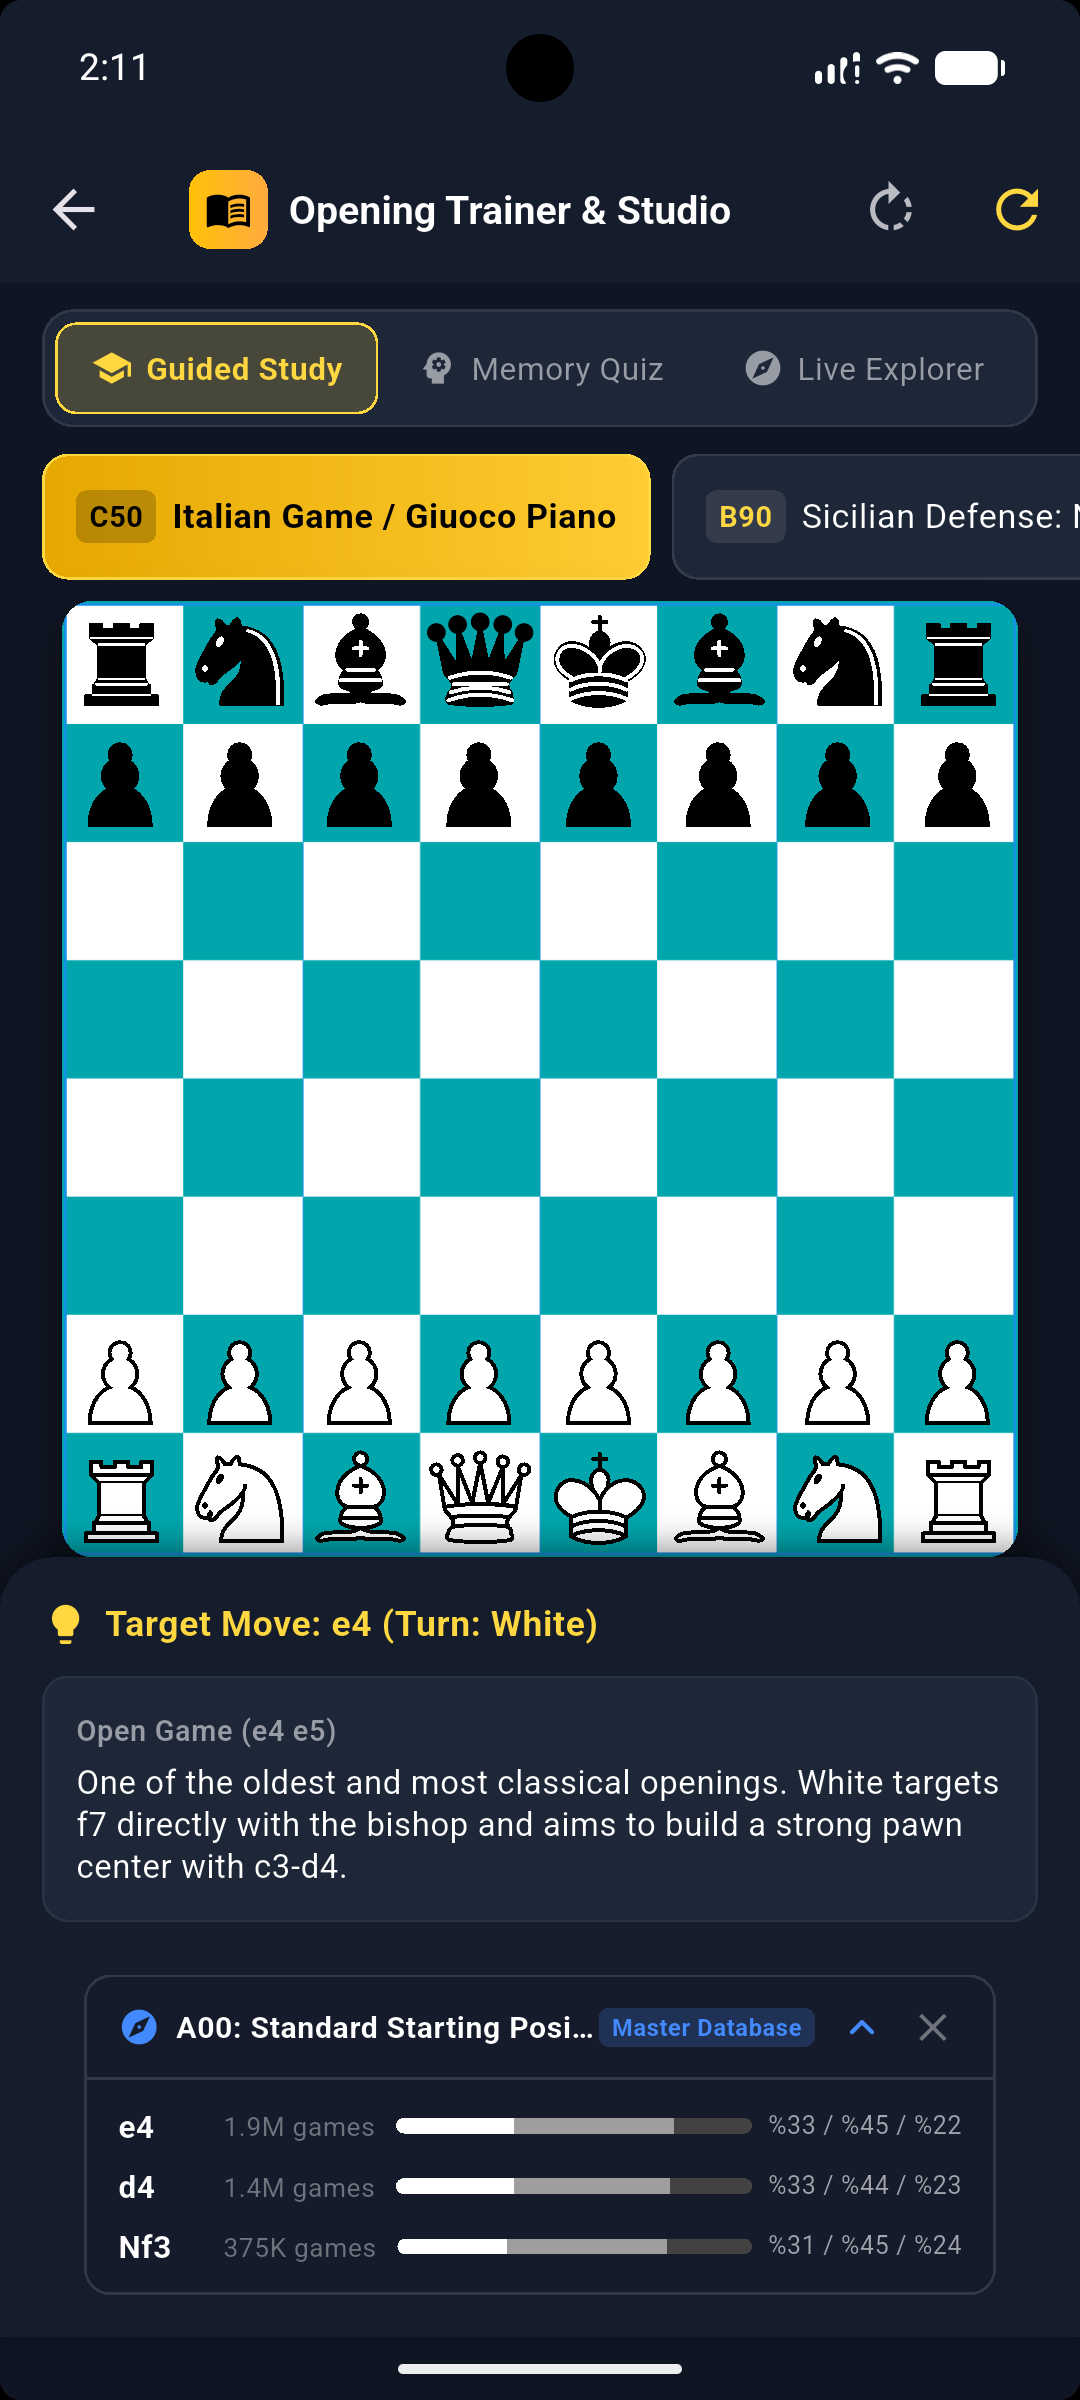 2:11
Opening Trainer & Studio
Guided Study
Memory Quiz
Live Explorer
C50 Italian Game / Giuoco Piano
B90 Sicilian Defense:
Target Move: e4 (Turn: White)
Open Game (e4 e5)
One of the oldest and most classical openings. White targets
f7 directly with the bishop and aims to build a strong pawn
center with c3-d4.
A00: Standard Starting Posi... Master Database
e4 1.9M games %33 / %45 / %22
d4 1.4M games %33 / %44 / %23
Nf3 375K games %31 / %45 / %24